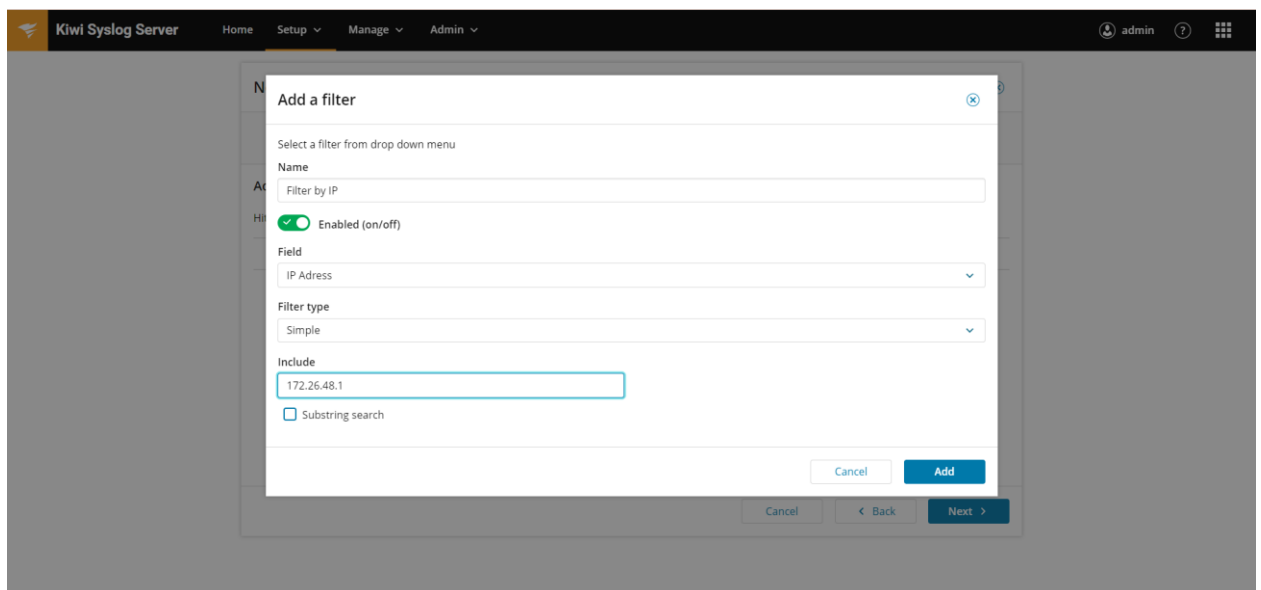 Kiwi Syslog Server Home Setup Manage Admin admin ?
N
Add a filter
Select a filter from drop down menu
Name
Ac
Filter by IP
Hit
Enabled (on/off)
Field
IP Adress
Filter type
Simple
Include
172.26.48.1
Substring search
Cancel Add
Cancel Back Next